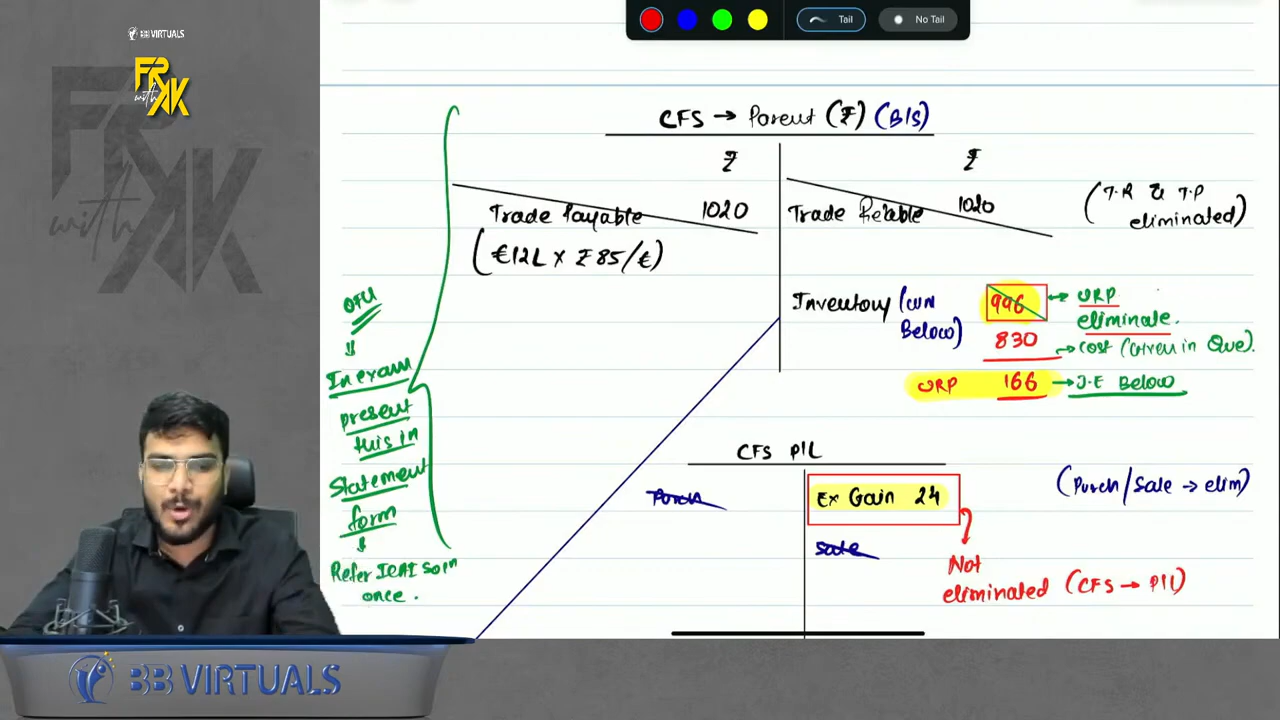 BB VIRTUALS
FR
with
AK
Tail
No Tail
CFS → Parent (₹) (B/S)
₹
₹
Trade Payable 1020
Trade Rec'able 1020
(T.R & T.P
eliminated)
(€12L x ₹85/€)
Inventory (WN
Below)
996
→ URP
eliminate.
830
→ Cost (Given in Que).
URP 166 → J.E Below
OFU
In exam
present
this in
Statement
form
Refer ICAI soln
once.
CFS P/L
Purch
Ex Gain 24
(Purch/Sale → elim)
Sale
Not
eliminated (CFS → P/L)
BB VIRTUALS